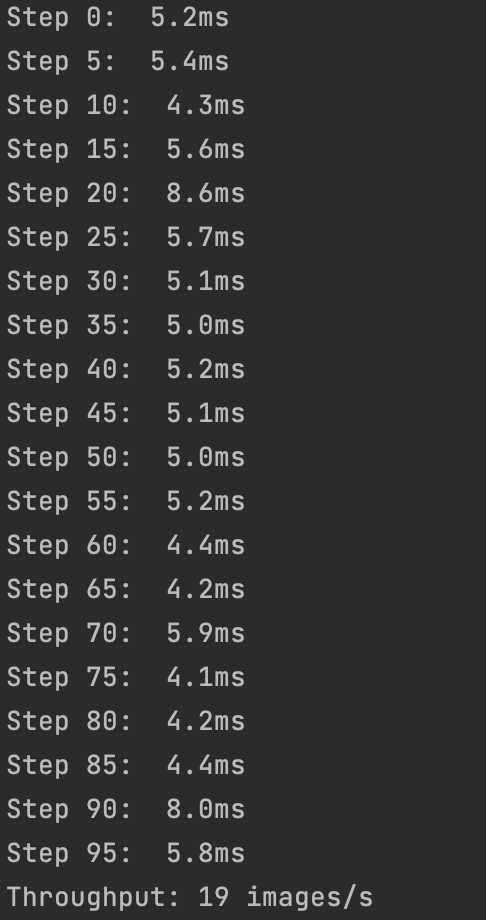 Step 0:  5.2ms
Step 5:  5.4ms
Step 10:  4.3ms
Step 15:  5.6ms
Step 20:  8.6ms
Step 25:  5.7ms
Step 30:  5.1ms
Step 35:  5.0ms
Step 40:  5.2ms
Step 45:  5.1ms
Step 50:  5.0ms
Step 55:  5.2ms
Step 60:  4.4ms
Step 65:  4.2ms
Step 70:  5.9ms
Step 75:  4.1ms
Step 80:  4.2ms
Step 85:  4.4ms
Step 90:  8.0ms
Step 95:  5.8ms
Throughput: 19 images/s